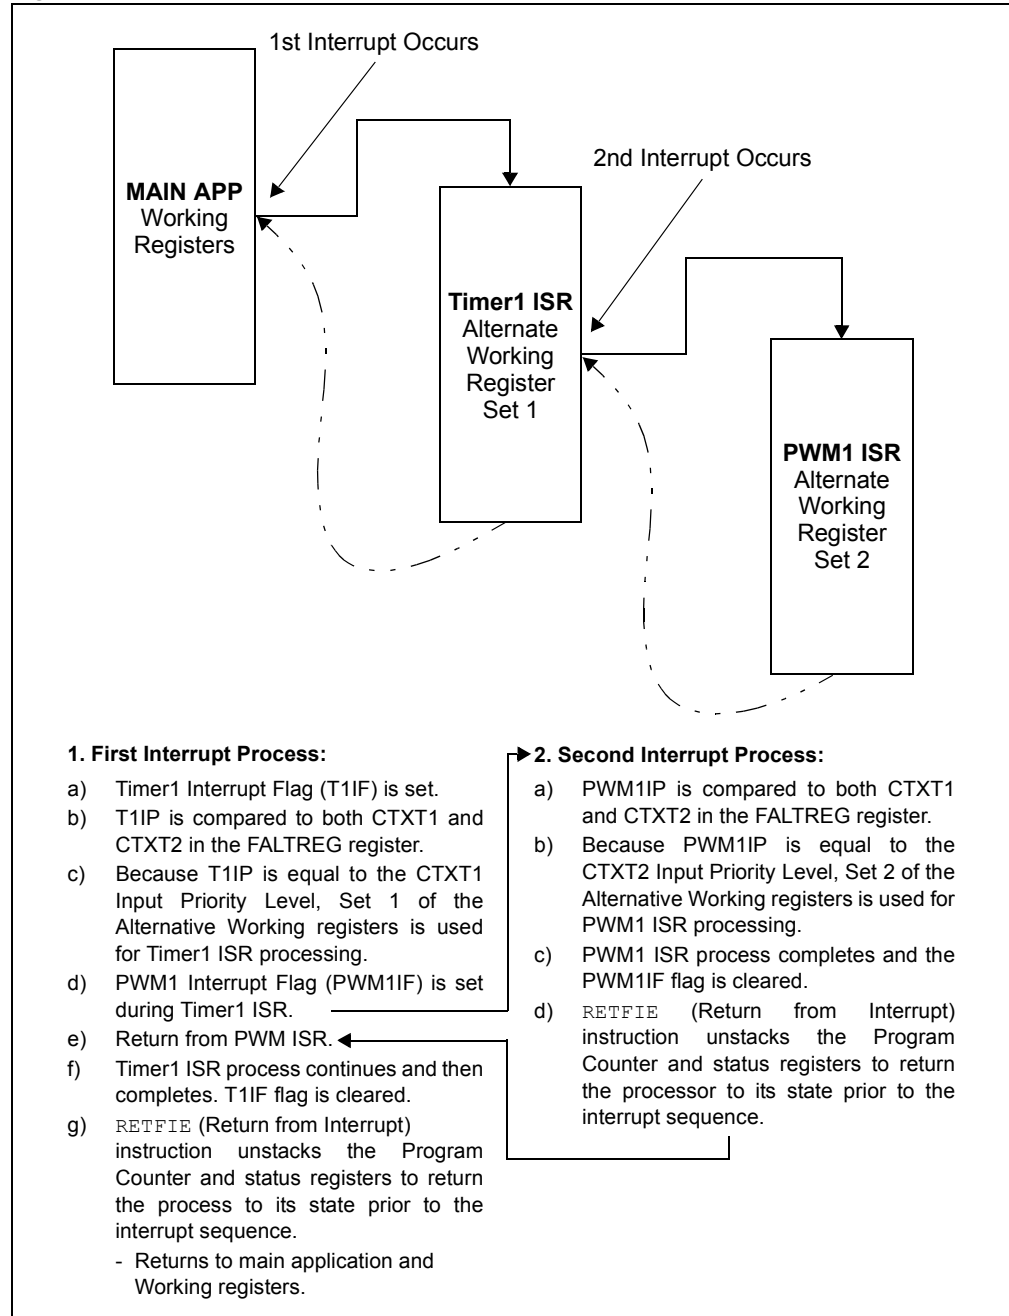 1st Interrupt Occurs
2nd Interrupt Occurs
MAIN APP
Working
Registers
Timer1 ISR
Alternate
Working
Register
Set 1
PWM1 ISR
Alternate
Working
Register
Set 2
1. First Interrupt Process:
a) Timer1 Interrupt Flag (T1IF) is set.
b) T1IP is compared to both CTXT1 and
CTXT2 in the FALTREG register.
c) Because T1IP is equal to the CTXT1
Input Priority Level, Set 1 of the
Alternative Working registers is used
for Timer1 ISR processing.
d) PWM1 Interrupt Flag (PWM1IF) is set
during Timer1 ISR.
e) Return from PWM ISR.
f) Timer1 ISR process continues and then
completes. T1IF flag is cleared.
g) RETFIE (Return from Interrupt)
instruction unstacks the Program
Counter and status registers to return
the process to its state prior to the
interrupt sequence.
- Returns to main application and
Working registers.
2. Second Interrupt Process:
a) PWM1IP is compared to both CTXT1
and CTXT2 in the FALTREG register.
b) Because PWM1IP is equal to the
CTXT2 Input Priority Level, Set 2 of the
Alternative Working registers is used for
PWM1 ISR processing.
c) PWM1 ISR process completes and the
PWM1IF flag is cleared.
d) RETFIE (Return from Interrupt)
instruction unstacks the Program
Counter and status registers to return
the processor to its state prior to the
interrupt sequence.